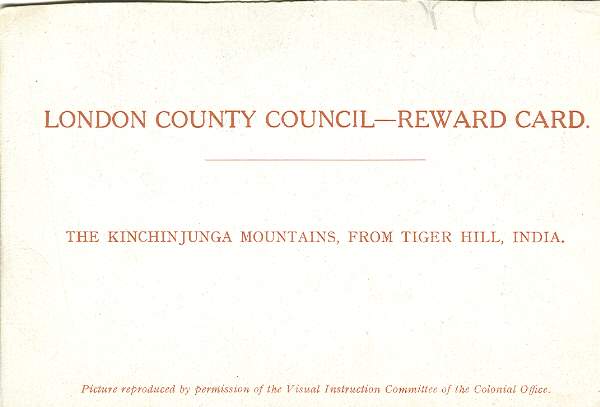 LONDON COUNTY COUNCIL—REWARD CARD.
THE KINCHINJUNGA MOUNTAINS, FROM TIGER HILL, INDIA.
Picture reproduced by permission of the Visual Instruction Committee of the Colonial Office.